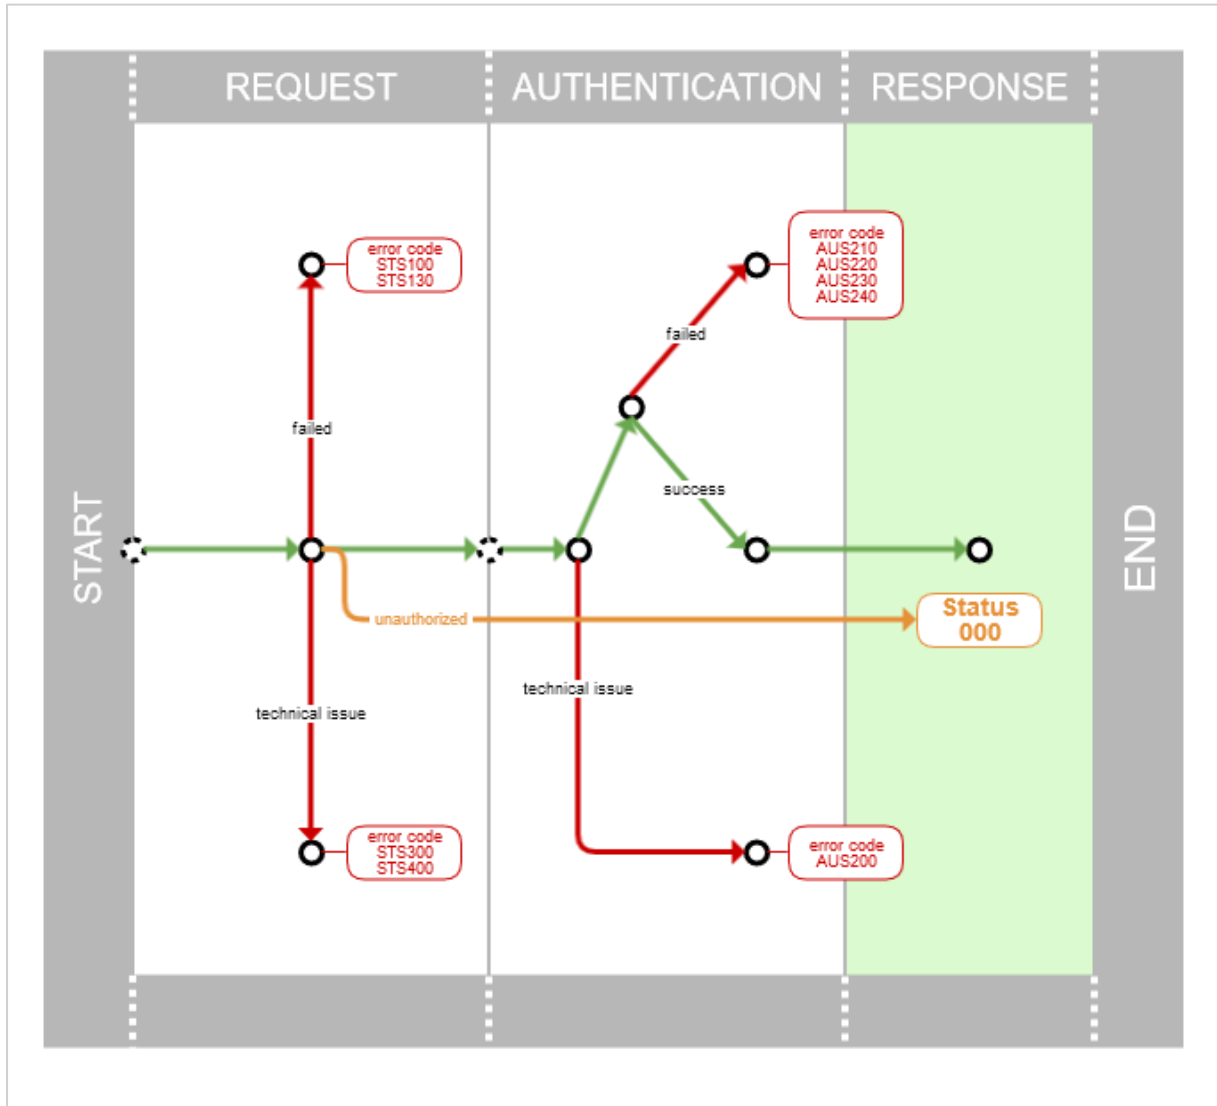 REQUEST
AUTHENTICATION
RESPONSE
START
END
error code
STS100
STS130
error code
AUS210
AUS220
AUS230
AUS240
failed
failed
success
unauthorized
Status
000
technical issue
technical issue
error code
STS300
STS400
error code
AUS200